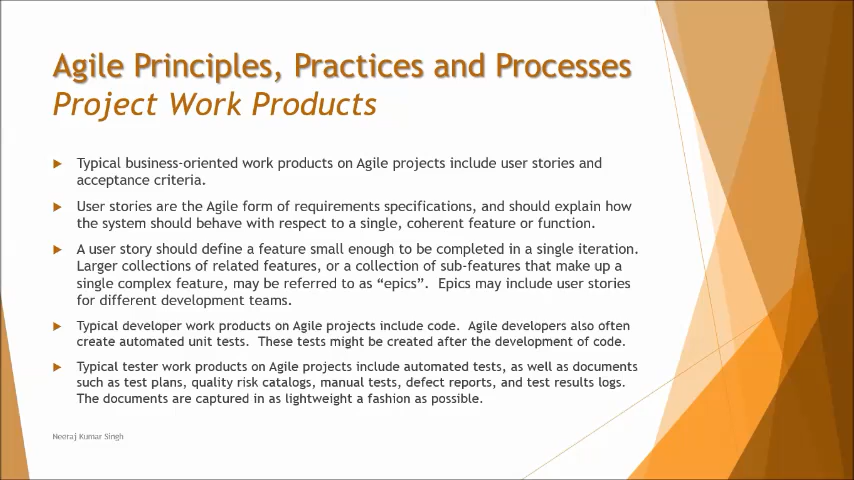 Agile Principles, Practices and Processes
Project Work Products
Typical business-oriented work products on Agile projects include user stories and
acceptance criteria.
User stories are the Agile form of requirements specifications, and should explain how
the system should behave with respect to a single, coherent feature or function.
A user story should define a feature small enough to be completed in a single iteration.
Larger collections of related features, or a collection of sub-features that make up a
single complex feature, may be referred to as “epics”.  Epics may include user stories
for different development teams.
Typical developer work products on Agile projects include code.  Agile developers also often
create automated unit tests.  These tests might be created after the development of code.
Typical tester work products on Agile projects include automated tests, as well as documents
such as test plans, quality risk catalogs, manual tests, defect reports, and test results logs.
The documents are captured in as lightweight a fashion as possible.
Neeraj Kumar Singh